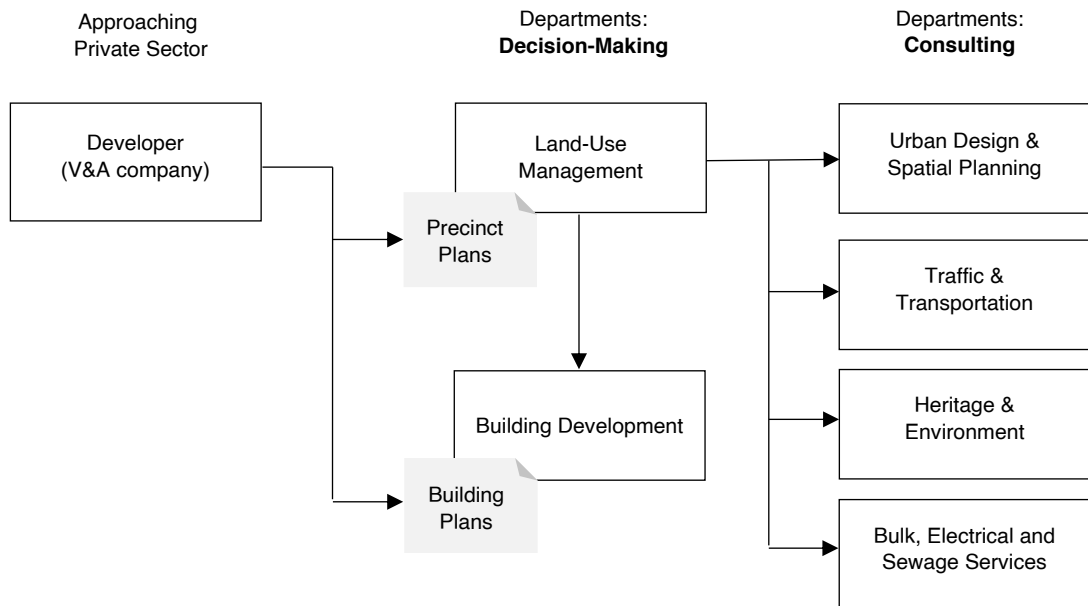 Approaching
Private Sector
Departments:
Decision-Making
Departments:
Consulting
Developer
(V&A company)
Land-Use
Management
Precinct
Plans
Building Development
Building
Plans
Urban Design &
Spatial Planning
Traffic &
Transportation
Heritage &
Environment
Bulk, Electrical and
Sewage Services